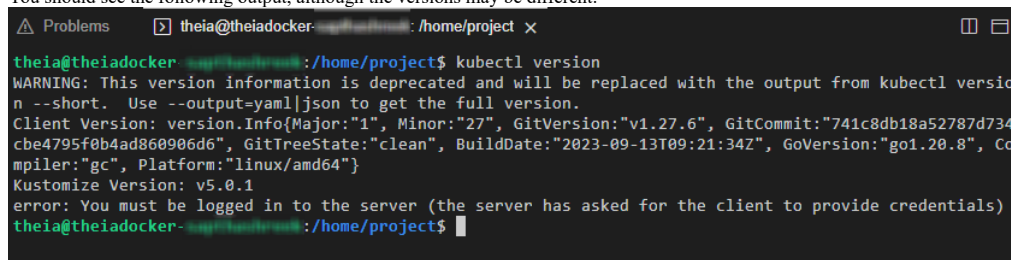 You should see the following output, although the versions may be different:
Problems theia@theiadocker- : /home/project ×
theia@theiadocker- :/home/project$ kubectl version
WARNING: This version information is deprecated and will be replaced with the output from kubectl versio
n --short.  Use --output=yaml|json to get the full version.
Client Version: version.Info{Major:"1", Minor:"27", GitVersion:"v1.27.6", GitCommit:"741c8db18a52787d734
cbe4795f0b4ad860906d6", GitTreeState:"clean", BuildDate:"2023-09-13T09:21:34Z", GoVersion:"go1.20.8", Co
mpiler:"gc", Platform:"linux/amd64"}
Kustomize Version: v5.0.1
error: You must be logged in to the server (the server has asked for the client to provide credentials)
theia@theiadocker- :/home/project$